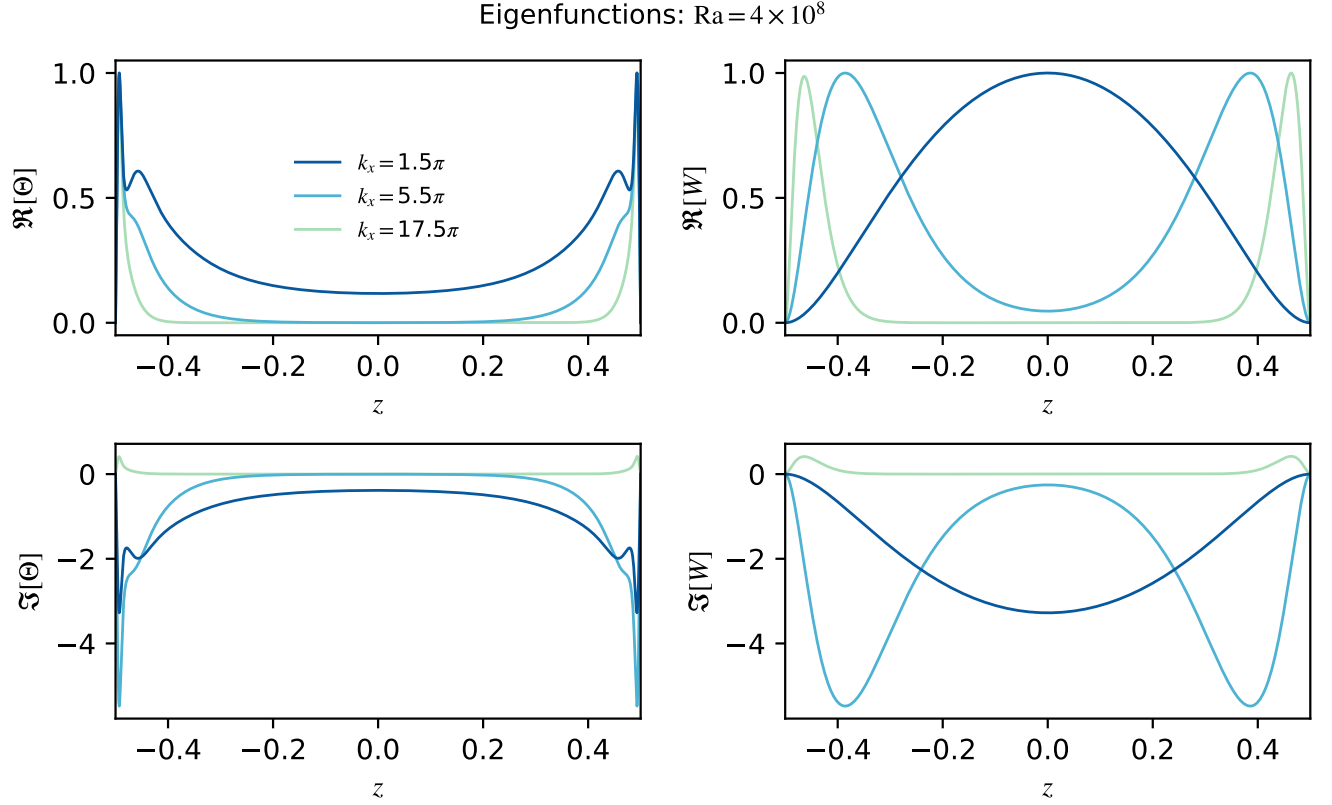 Eigenfunctions: Ra = 4 × 10⁸
1.0
0.5
0.0
ℜ[Θ]
k_x = 1.5π
k_x = 5.5π
k_x = 17.5π
−0.4 −0.2 0.0 0.2 0.4
z
1.0
0.5
0.0
ℜ[W]
−0.4 −0.2 0.0 0.2 0.4
z
0
−2
−4
ℑ[Θ]
−0.4 −0.2 0.0 0.2 0.4
z
0
−2
−4
ℑ[W]
−0.4 −0.2 0.0 0.2 0.4
z